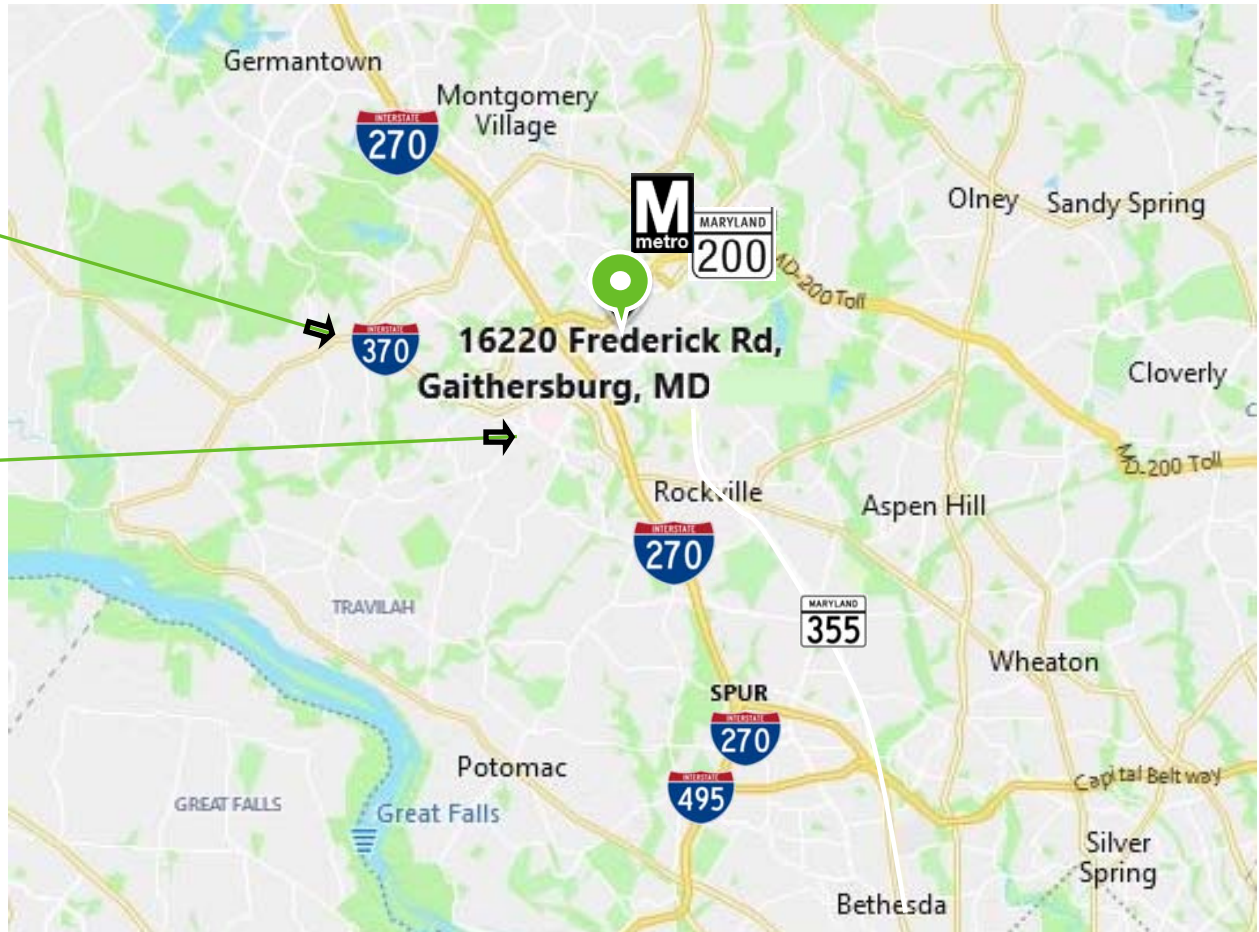 Germantown
Montgomery
Village
INTERSTATE
270
Olney
Sandy Spring
M
metro
MARYLAND
200
MD-200 Toll
INTERSTATE
370
16220 Frederick Rd,
Gaithersburg, MD
Cloverly
MD-200 Toll
Rockville
Aspen Hill
INTERSTATE
270
TRAVILAH
MARYLAND
355
Wheaton
SPUR
INTERSTATE
270
Potomac
INTERSTATE
495
Capital Beltway
GREAT FALLS
Great Falls
Silver
Spring
Bethesda